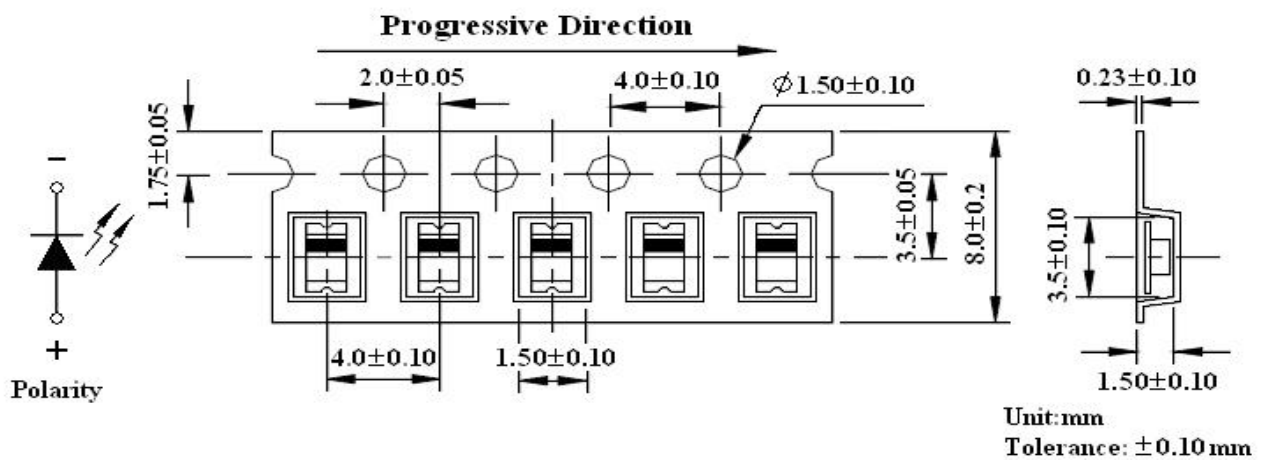 Progressive Direction
2.0±0.05
4.0±0.10
ϕ1.50±0.10
0.23±0.10
1.75±0.05
-
+
Polarity
3.5±0.05
8.0±0.2
3.5±0.10
4.0±0.10
1.50±0.10
1.50±0.10
Unit:mm
Tolerance: ±0.10 mm